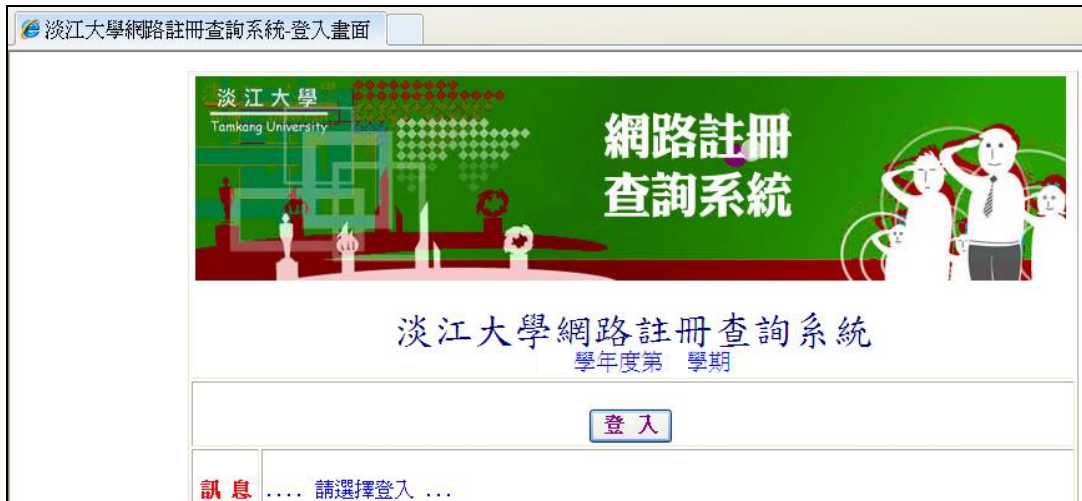 淡江大學網路註冊查詢系統-登入畫面
淡江大學
Tamkang University
網路註冊
查詢系統
淡江大學網路註冊查詢系統
學年度第 學期
登 入
訊 息 .... 請選擇登入 ...